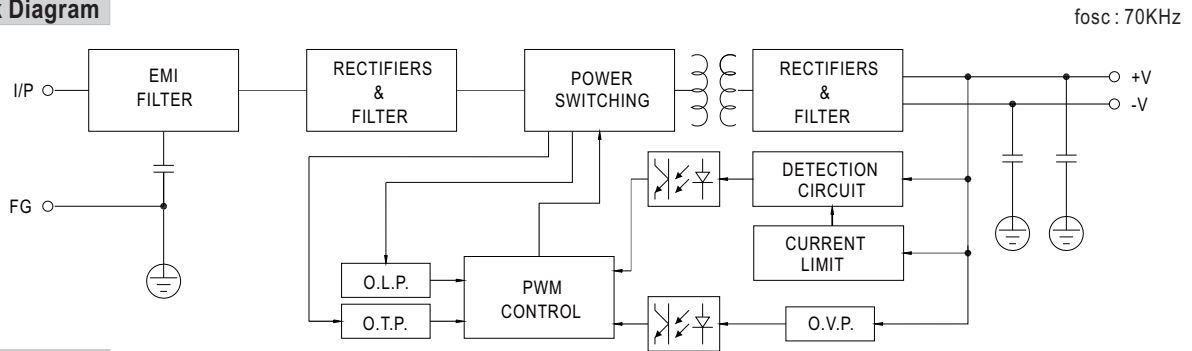 Diagram
fosc : 70KHz
I/P
EMI
FILTER
RECTIFIERS
&
FILTER
POWER
SWITCHING
RECTIFIERS
&
FILTER
+V
-V
FG
DETECTION
CIRCUIT
CURRENT
LIMIT
O.L.P.
O.T.P.
PWM
CONTROL
O.V.P.